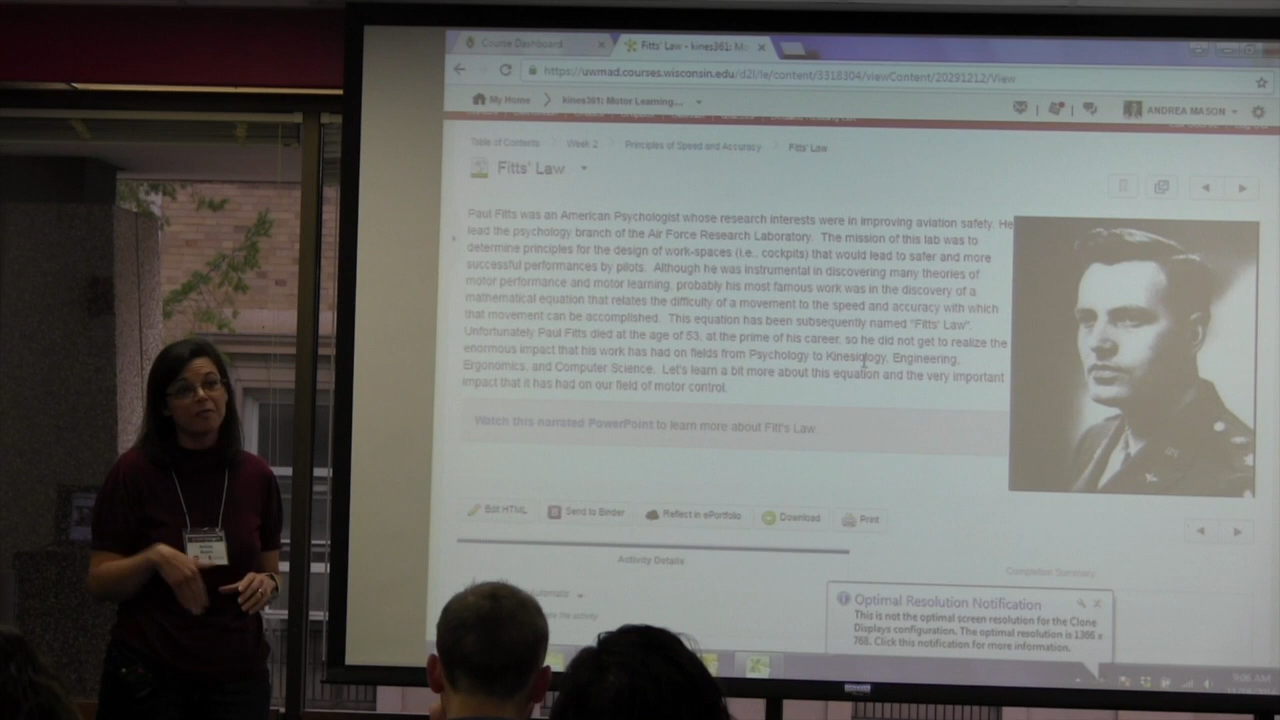 Course Dashboard
Fitts' Law - kines361: Mo
https://uwmad.courses.wisconsin.edu/d2l/le/content/3318304/viewContent/20291212/View
My Home kines361: Motor Learning...
ANDREA MASON
Table of Contents Week 2 Principles of Speed and Accuracy Fitts' Law
Fitts' Law
Paul Fitts was an American Psychologist whose research interests were in improving aviation safety. He
lead the psychology branch of the Air Force Research Laboratory. The mission of this lab was to
determine principles for the design of work-spaces (i.e., cockpits) that would lead to safer and more
successful performances by pilots. Although he was instrumental in discovering many theories of
motor performance and motor learning, probably his most famous work was in the discovery of a
mathematical equation that relates the difficulty of a movement to the speed and accuracy with which
that movement can be accomplished. This equation has been subsequently named "Fitts' Law".
Unfortunately Paul Fitts died at the age of 53, at the prime of his career, so he did not get to realize the
enormous impact that his work has had on fields from Psychology to Kinesiology, Engineering,
Ergonomics, and Computer Science. Let's learn a bit more about this equation and the very important
impact that it has had on our field of motor control.
Watch this narrated PowerPoint to learn more about Fitt's Law
Edit HTML Send to Binder Reflect in ePortfolio Download Print
Activity Details
Completion Summary
the activity
Optimal Resolution Notification
This is not the optimal screen resolution for the Clone
Displays configuration. The optimal resolution is 1366 x
768. Click this notification for more information.
9:06 AM